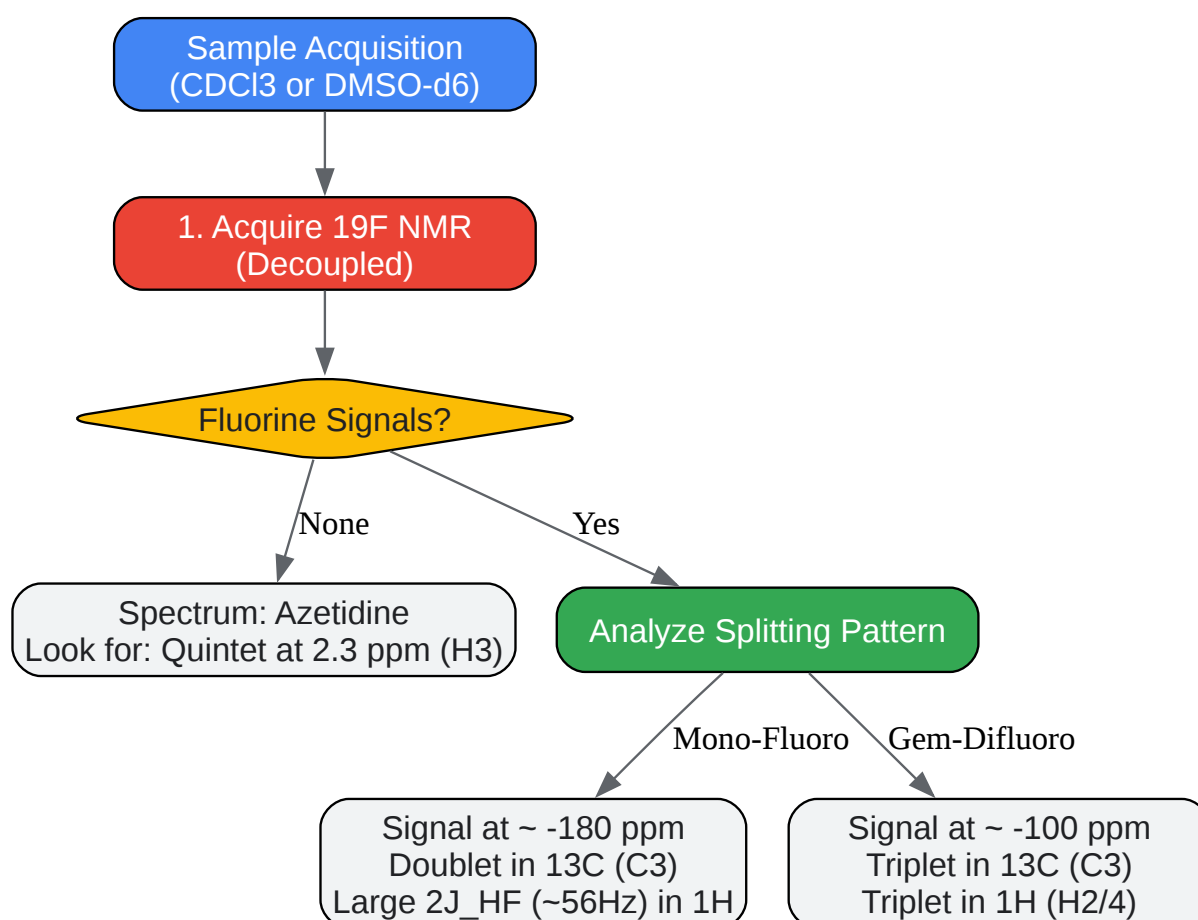 Sample Acquisition
(CDCl3 or DMSO-d6)
1. Acquire 19F NMR
(Decoupled)
Fluorine Signals?
None
Yes
Spectrum: Azetidine
Look for: Quintet at 2.3 ppm (H3)
Analyze Splitting Pattern
Mono-Fluoro
Gem-Difluoro
Signal at ~ -180 ppm
Doublet in 13C (C3)
Large 2J_HF (~56Hz) in 1H
Signal at ~ -100 ppm
Triplet in 13C (C3)
Triplet in 1H (H2/4)